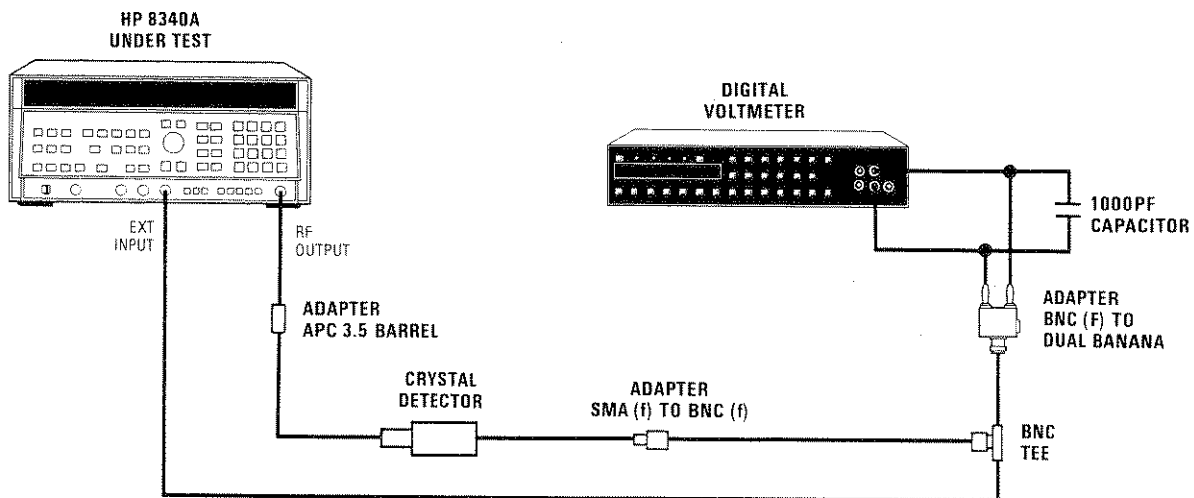 HP 8340A
UNDER TEST
DIGITAL
VOLTMETER
1000PF
CAPACITOR
EXT
INPUT
RF
OUTPUT
ADAPTER
APC 3.5 BARREL
ADAPTER
BNC (F) TO
DUAL BANANA
CRYSTAL
DETECTOR
ADAPTER
SMA (f) TO BNC (f)
BNC
TEE